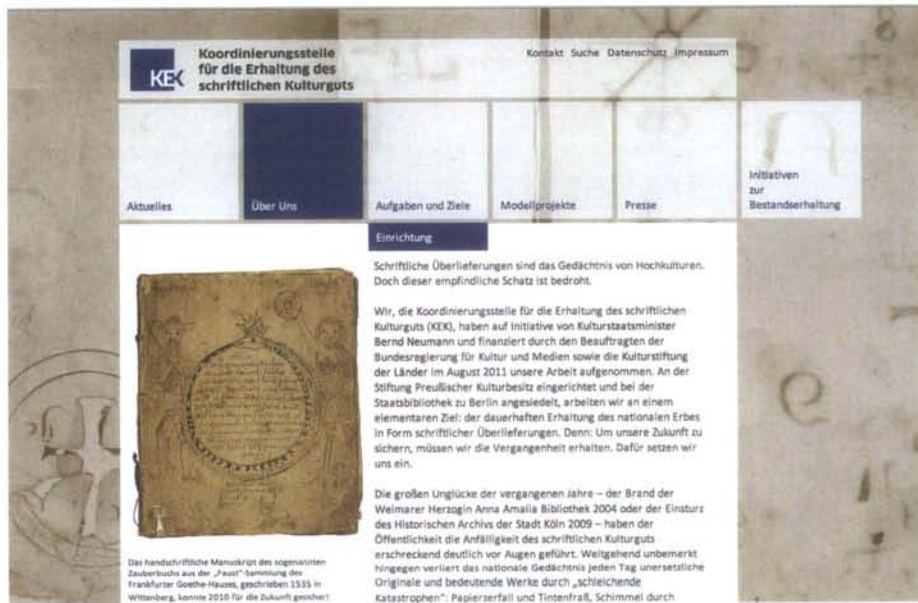 KEK
Koordinierungsstelle
für die Erhaltung des
schriftlichen Kulturguts
Kontakt Suche Datenschutz Impressum
Aktuelles
Über Uns
Aufgaben und Ziele
Modellprojekte
Presse
Initiativen
zur
Bestandserhaltung
Einrichtung
Schriftliche Überlieferungen sind das Gedächtnis von Hochkulturen.
Doch dieser empfindliche Schatz ist bedroht.
Wir, die Koordinierungsstelle für die Erhaltung des schriftlichen
Kulturguts (KEK), haben auf Initiative von Kulturstaatsminister
Bernd Neumann und finanziert durch den Beauftragten der
Bundesregierung für Kultur und Medien sowie die Kulturstiftung
der Länder im August 2011 unsere Arbeit aufgenommen. An der
Stiftung Preußischer Kulturbesitz eingerichtet und bei der
Staatsbibliothek zu Berlin angesiedelt, arbeiten wir an einem
elementaren Ziel: der dauerhaften Erhaltung des nationalen Erbes
in Form schriftlicher Überlieferungen. Denn: Um unsere Zukunft zu
sichern, müssen wir die Vergangenheit erhalten. Dafür setzen wir
uns ein.
Die großen Unglücke der vergangenen Jahre – der Brand der
Weimarer Herzogin Anna Amalia Bibliothek 2004 oder der Einsturz
des Historischen Archivs der Stadt Köln 2009 – haben der
Öffentlichkeit die Anfälligkeit des schriftlichen Kulturguts
erschreckend deutlich vor Augen geführt. Weitgehend unbemerkt
hingegen verliert das nationale Gedächtnis jeden Tag unersetzliche
Originale und bedeutende Werke durch „schleichende
Katastrophen“: Papierzerfall und Tintenfraß, Schimmel durch
Das handschriftliche Manuskript des sogenannten
Zauberbuchs aus der „Faust“-Sammlung des
Frankfurter Goethe-Hauses, geschrieben 1535 in
Wittenberg, konnte 2010 für die Zukunft gesichert